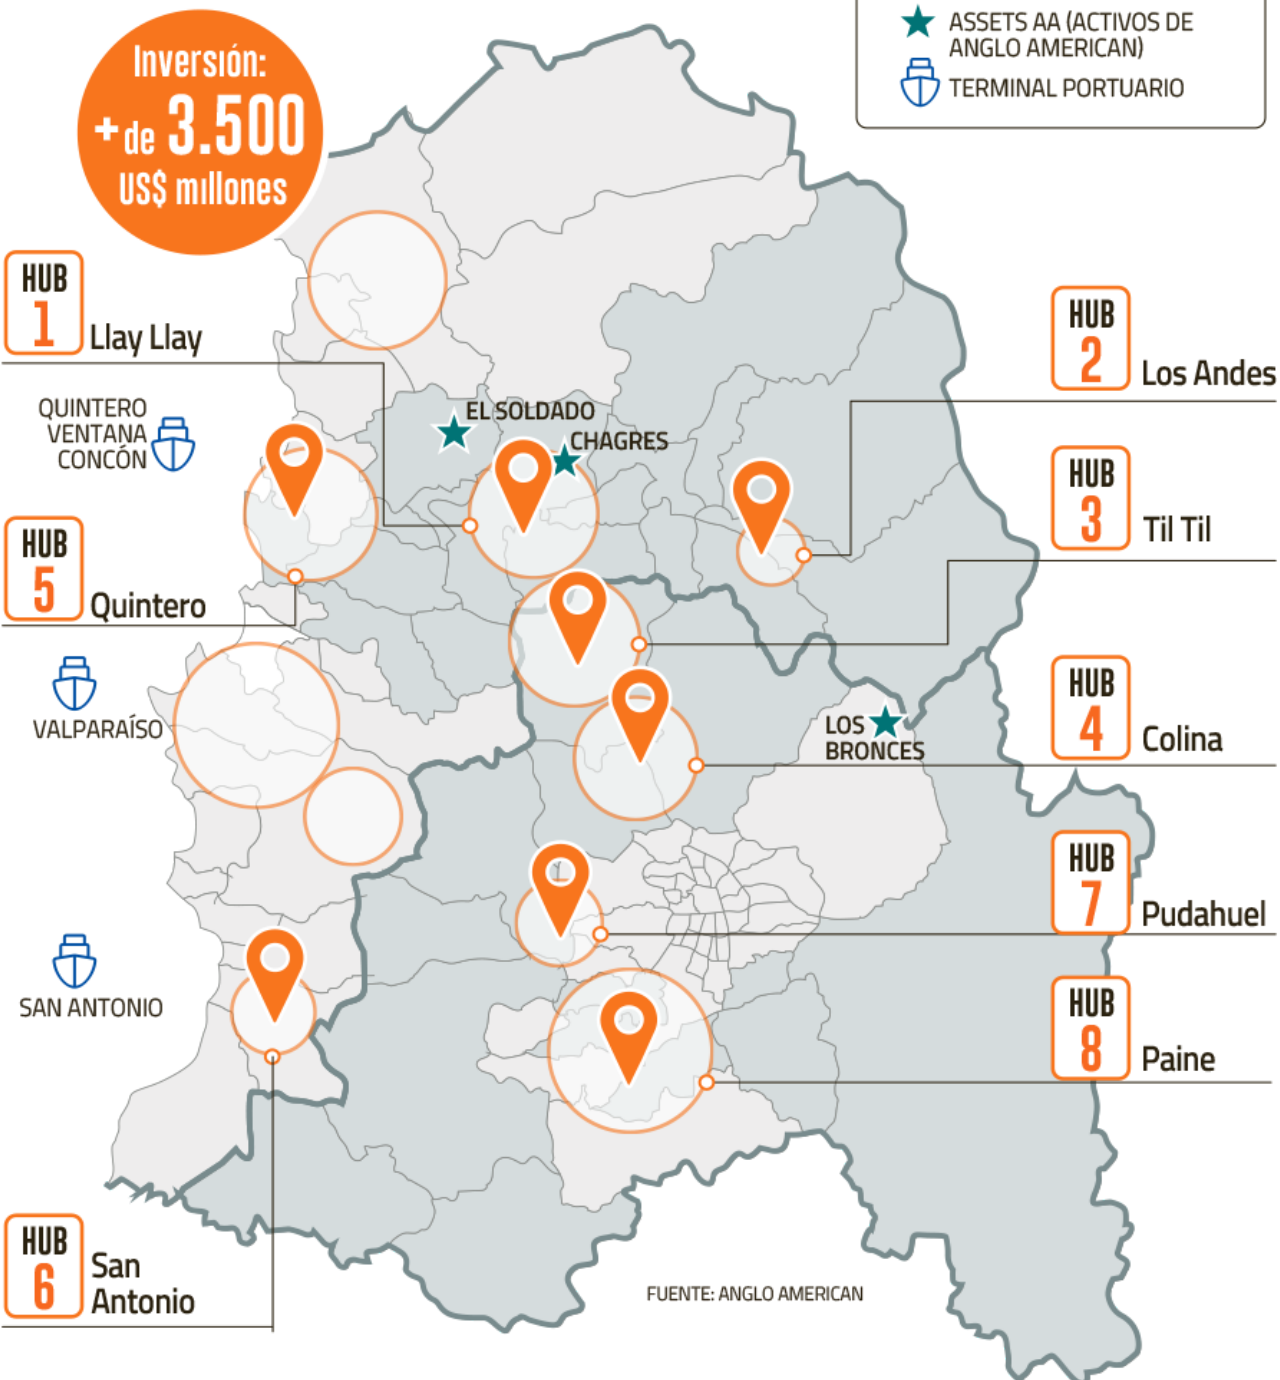 Inversión:
+ de 3.500
US$ millones
ASSETS AA (ACTIVOS DE
ANGLO AMERICAN)
TERMINAL PORTUARIO
HUB
1
Llay Llay
HUB
2
Los Andes
QUINTERO
VENTANA
CONCÓN
EL SOLDADO
CHAGRES
HUB
3
Til Til
HUB
5
Quintero
VALPARAÍSO
LOS
BRONCES
HUB
4
Colina
HUB
7
Pudahuel
SAN ANTONIO
HUB
8
Paine
HUB
6
San
Antonio
FUENTE: ANGLO AMERICAN